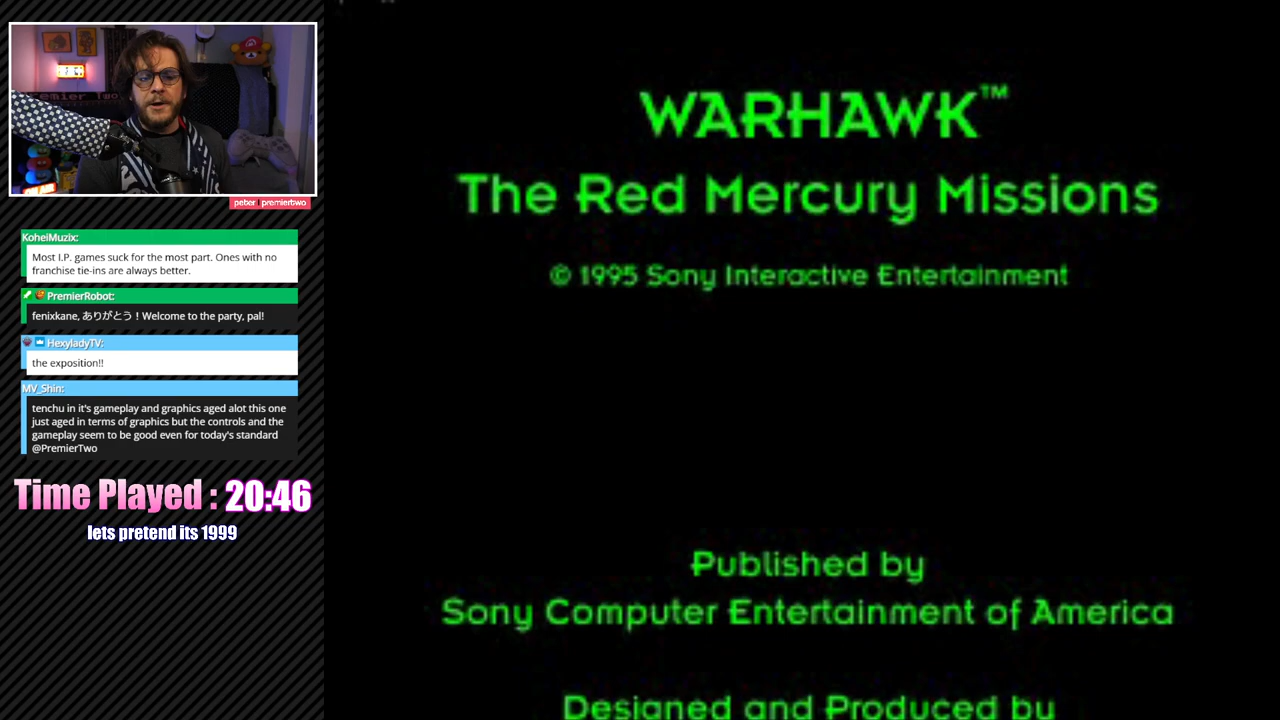 peter | premiertwo
KoheiMuzix:
Most I.P. games suck for the most part. Ones with no
franchise tie-ins are always better.
PremierRobot:
fenixkane, ありがとう ! Welcome to the party, pal!
HexyladyTV:
the exposition!!
MV_Shin:
tenchu in it's gameplay and graphics aged alot this one
just aged in terms of graphics but the controls and the
gameplay seem to be good even for today's standard
@PremierTwo
Time Played : 20:46
lets pretend its 1999
WARHAWK™
The Red Mercury Missions
© 1995 Sony Interactive Entertainment
Published by
Sony Computer Entertainment of America
Designed and Produced by